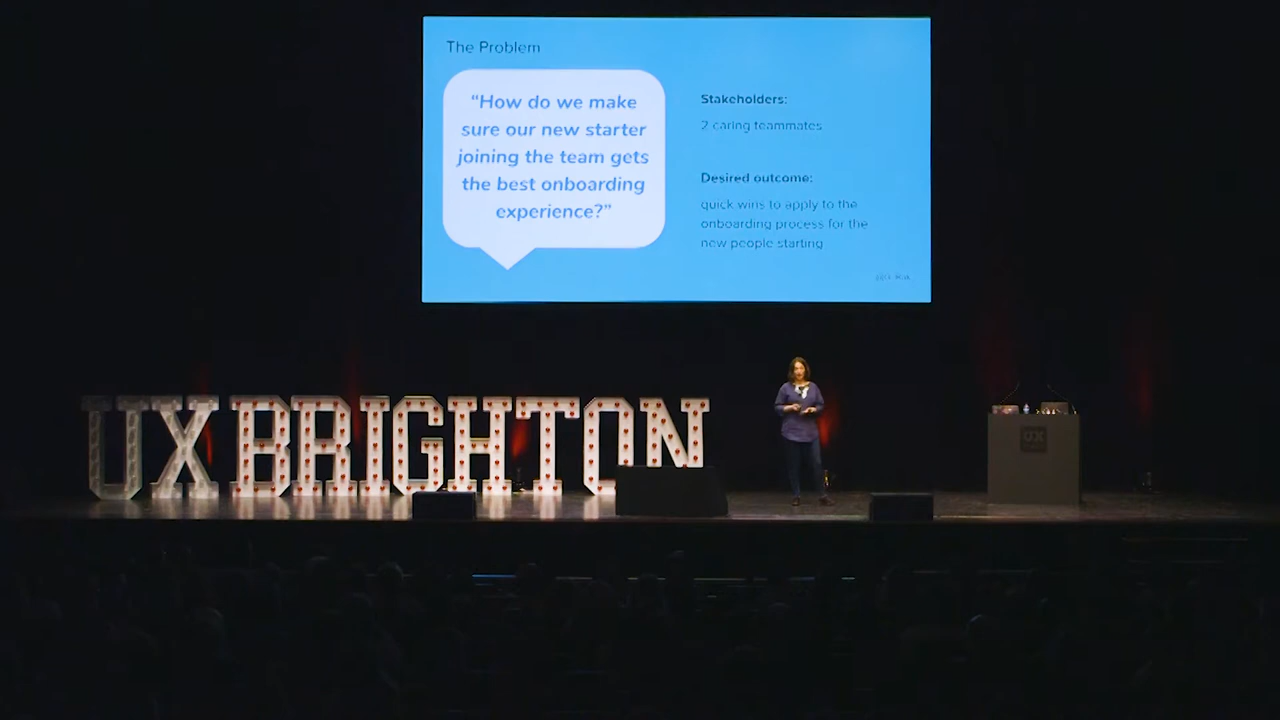 The Problem
“How do we make
sure our new starter
joining the team gets
the best onboarding
experience?”
Stakeholders:
2 caring teammates
Desired outcome:
quick wins to apply to the
onboarding process for the
new people starting
UXBRIGHTON
UX